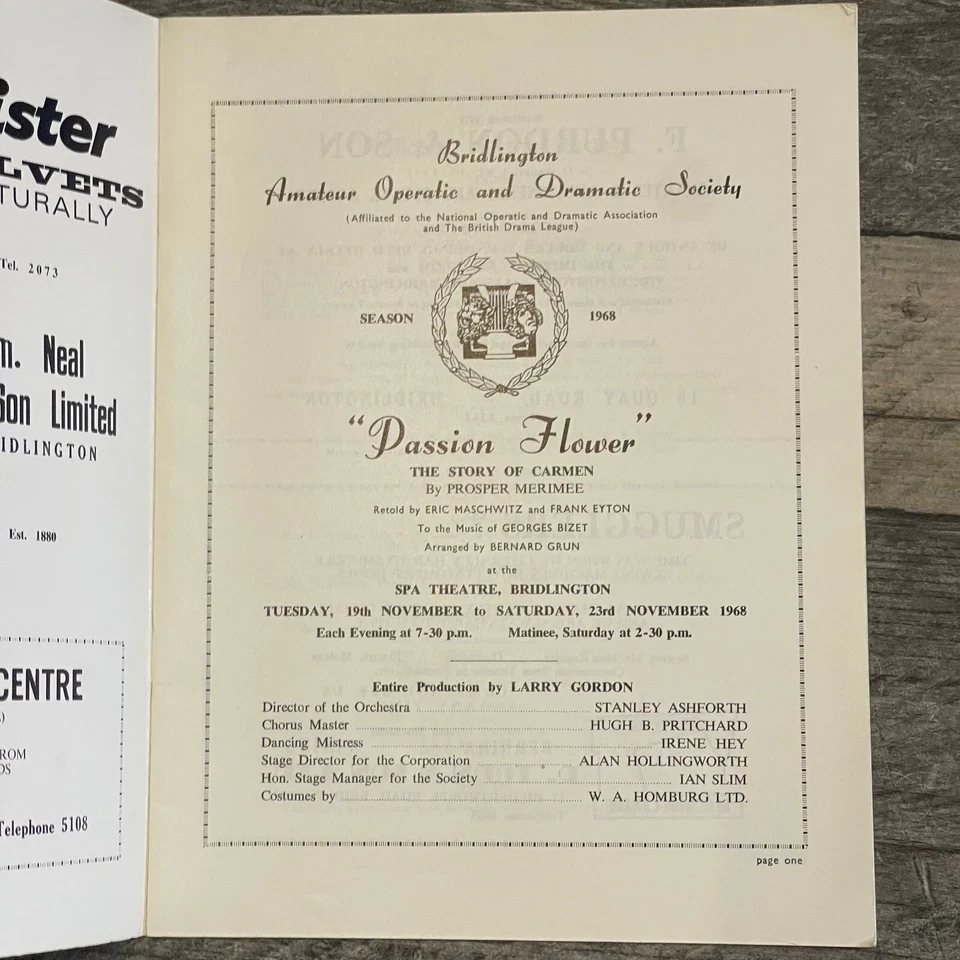 LVETS
TURALLY
Tel. 2073
Neal
Son Limited
Est. 1880
CENTRE
Telephone 5108
Bridlington
Amateur Operatic and Dramatic Society
(Affiliated to the National Operatic and Dramatic Association
and The British Drama League)
SEASON 1968
"Passion Flower"
THE STORY OF CARMEN
By PROSPER MERIMEE
Retold by ERIC MASCHWITZ and FRANK EYTON
To the Music of GEORGES BIZET
Arranged by BERNARD GRUN
at the
SPA THEATRE, BRIDLINGTON
TUESDAY, 19th NOVEMBER to SATURDAY, 23rd NOVEMBER 1968
Each Evening at 7-30 p.m. Matinee, Saturday at 2-30 p.m.
Entire Production by LARRY GORDON
Director of the Orchestra STANLEY ASHFORTH
Chorus Master HUGH B. PRITCHARD
Dancing Mistress IRENE HEY
Stage Director for the Corporation ALAN HOLLINGWORTH
Hon. Stage Manager for the Society IAN SLIM
Costumes by W. A. HOMBURG LTD.
page one